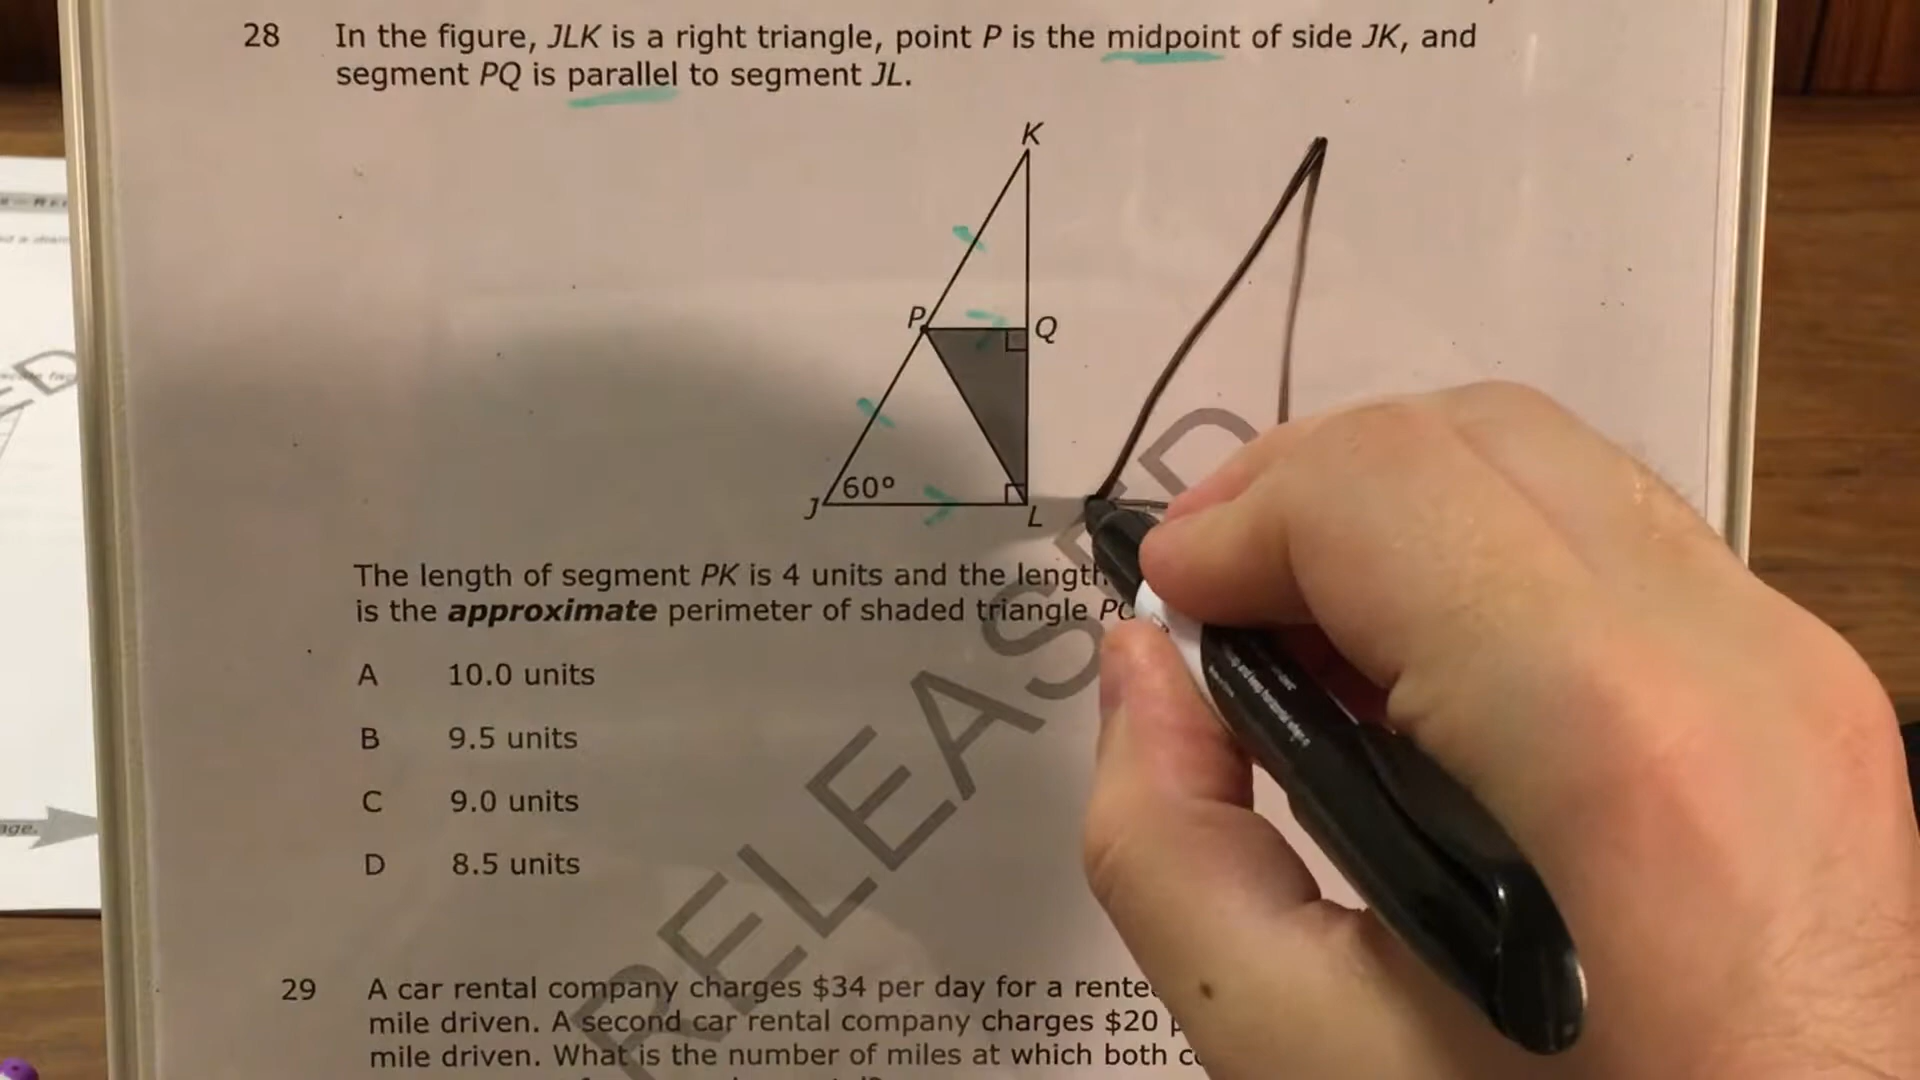 28 In the figure, JLK is a right triangle, point P is the midpoint of side JK, and
segment PQ is parallel to segment JL.
K
P
Q
60°
J
L
The length of segment PK is 4 units and the length
is the approximate perimeter of shaded triangle
A 10.0 units
B 9.5 units
C 9.0 units
D 8.5 units
RELEASED
29 A car rental company charges $34 per day for a
mile driven. A second car rental company charges $20
mile driven. What is the number of miles at which both